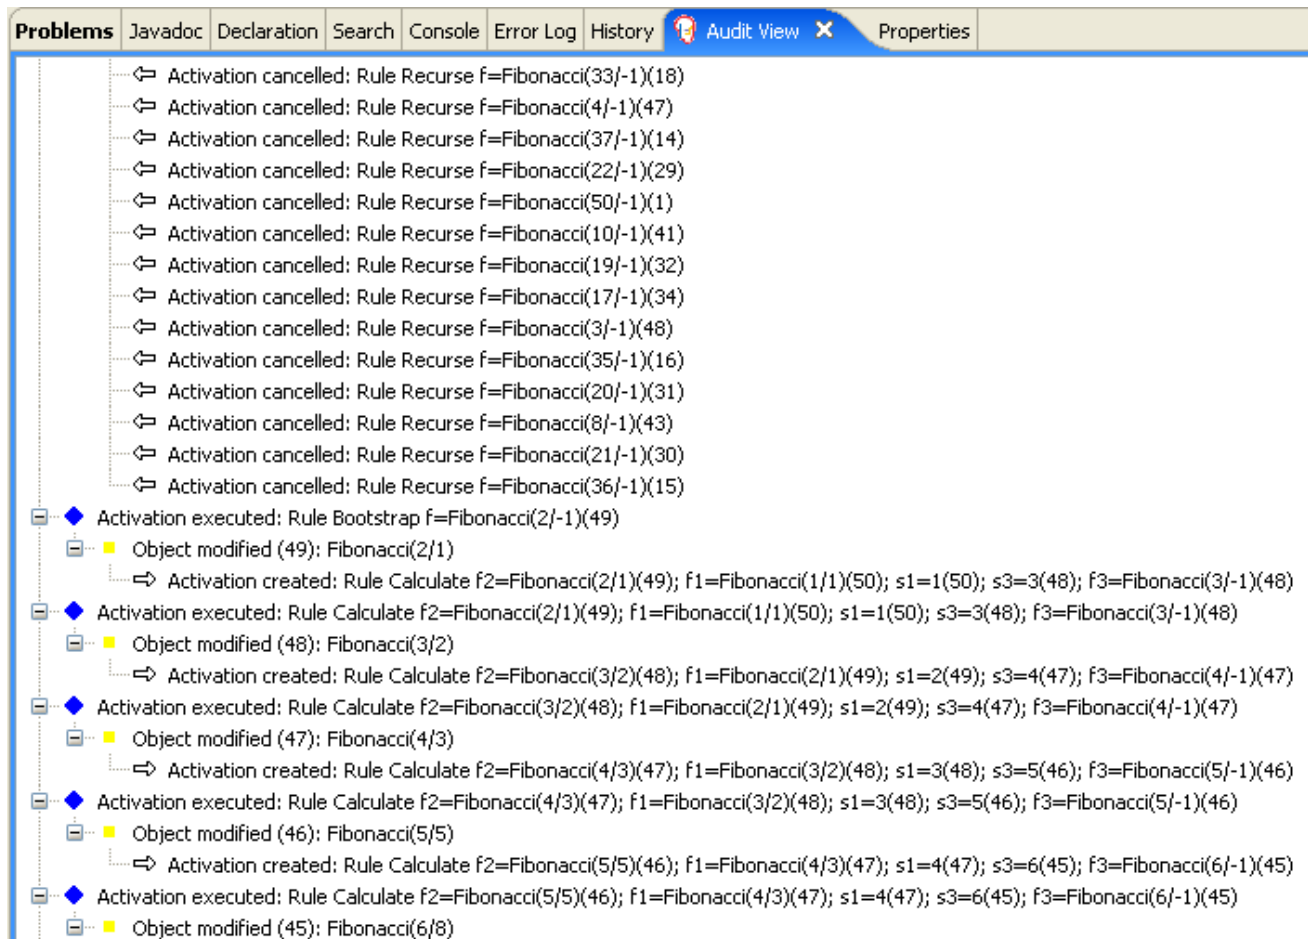 Problems Javadoc Declaration Search Console Error Log History Audit View Properties
Activation cancelled: Rule Recurse f=Fibonacci(33/-1)(18)
Activation cancelled: Rule Recurse f=Fibonacci(4/-1)(47)
Activation cancelled: Rule Recurse f=Fibonacci(37/-1)(14)
Activation cancelled: Rule Recurse f=Fibonacci(22/-1)(29)
Activation cancelled: Rule Recurse f=Fibonacci(50/-1)(1)
Activation cancelled: Rule Recurse f=Fibonacci(10/-1)(41)
Activation cancelled: Rule Recurse f=Fibonacci(19/-1)(32)
Activation cancelled: Rule Recurse f=Fibonacci(17/-1)(34)
Activation cancelled: Rule Recurse f=Fibonacci(3/-1)(48)
Activation cancelled: Rule Recurse f=Fibonacci(35/-1)(16)
Activation cancelled: Rule Recurse f=Fibonacci(20/-1)(31)
Activation cancelled: Rule Recurse f=Fibonacci(8/-1)(43)
Activation cancelled: Rule Recurse f=Fibonacci(21/-1)(30)
Activation cancelled: Rule Recurse f=Fibonacci(36/-1)(15)
Activation executed: Rule Bootstrap f=Fibonacci(2/-1)(49)
Object modified (49): Fibonacci(2/1)
Activation created: Rule Calculate f2=Fibonacci(2/1)(49); f1=Fibonacci(1/1)(50); s1=1(50); s3=3(48); f3=Fibonacci(3/-1)(48)
Activation executed: Rule Calculate f2=Fibonacci(2/1)(49); f1=Fibonacci(1/1)(50); s1=1(50); s3=3(48); f3=Fibonacci(3/-1)(48)
Object modified (48): Fibonacci(3/2)
Activation created: Rule Calculate f2=Fibonacci(3/2)(48); f1=Fibonacci(2/1)(49); s1=2(49); s3=4(47); f3=Fibonacci(4/-1)(47)
Activation executed: Rule Calculate f2=Fibonacci(3/2)(48); f1=Fibonacci(2/1)(49); s1=2(49); s3=4(47); f3=Fibonacci(4/-1)(47)
Object modified (47): Fibonacci(4/3)
Activation created: Rule Calculate f2=Fibonacci(4/3)(47); f1=Fibonacci(3/2)(48); s1=3(48); s3=5(46); f3=Fibonacci(5/-1)(46)
Activation executed: Rule Calculate f2=Fibonacci(4/3)(47); f1=Fibonacci(3/2)(48); s1=3(48); s3=5(46); f3=Fibonacci(5/-1)(46)
Object modified (46): Fibonacci(5/5)
Activation created: Rule Calculate f2=Fibonacci(5/5)(46); f1=Fibonacci(4/3)(47); s1=4(47); s3=6(45); f3=Fibonacci(6/-1)(45)
Activation executed: Rule Calculate f2=Fibonacci(5/5)(46); f1=Fibonacci(4/3)(47); s1=4(47); s3=6(45); f3=Fibonacci(6/-1)(45)
Object modified (45): Fibonacci(6/8)